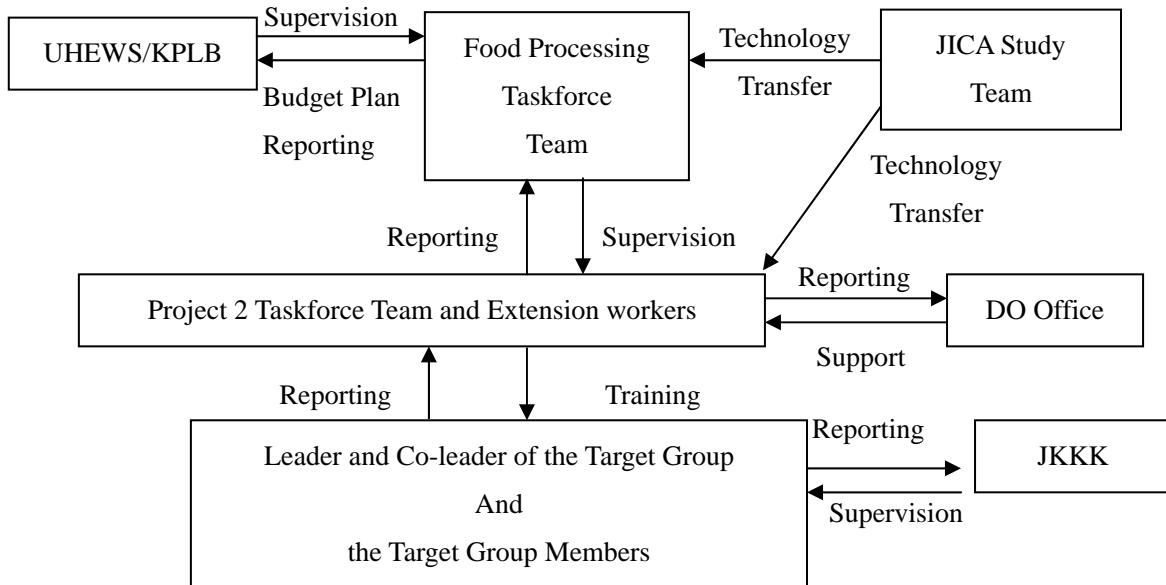 Supervision
UHEWS/KPLB
Budget Plan
Reporting
Food Processing
Taskforce
Team
Technology
Transfer
JICA Study
Team
Technology
Transfer
Reporting
Supervision
Project 2 Taskforce Team and Extension workers
Reporting
Support
DO Office
Reporting
Training
Leader and Co-leader of the Target Group
And
the Target Group Members
Reporting
Supervision
JKKK